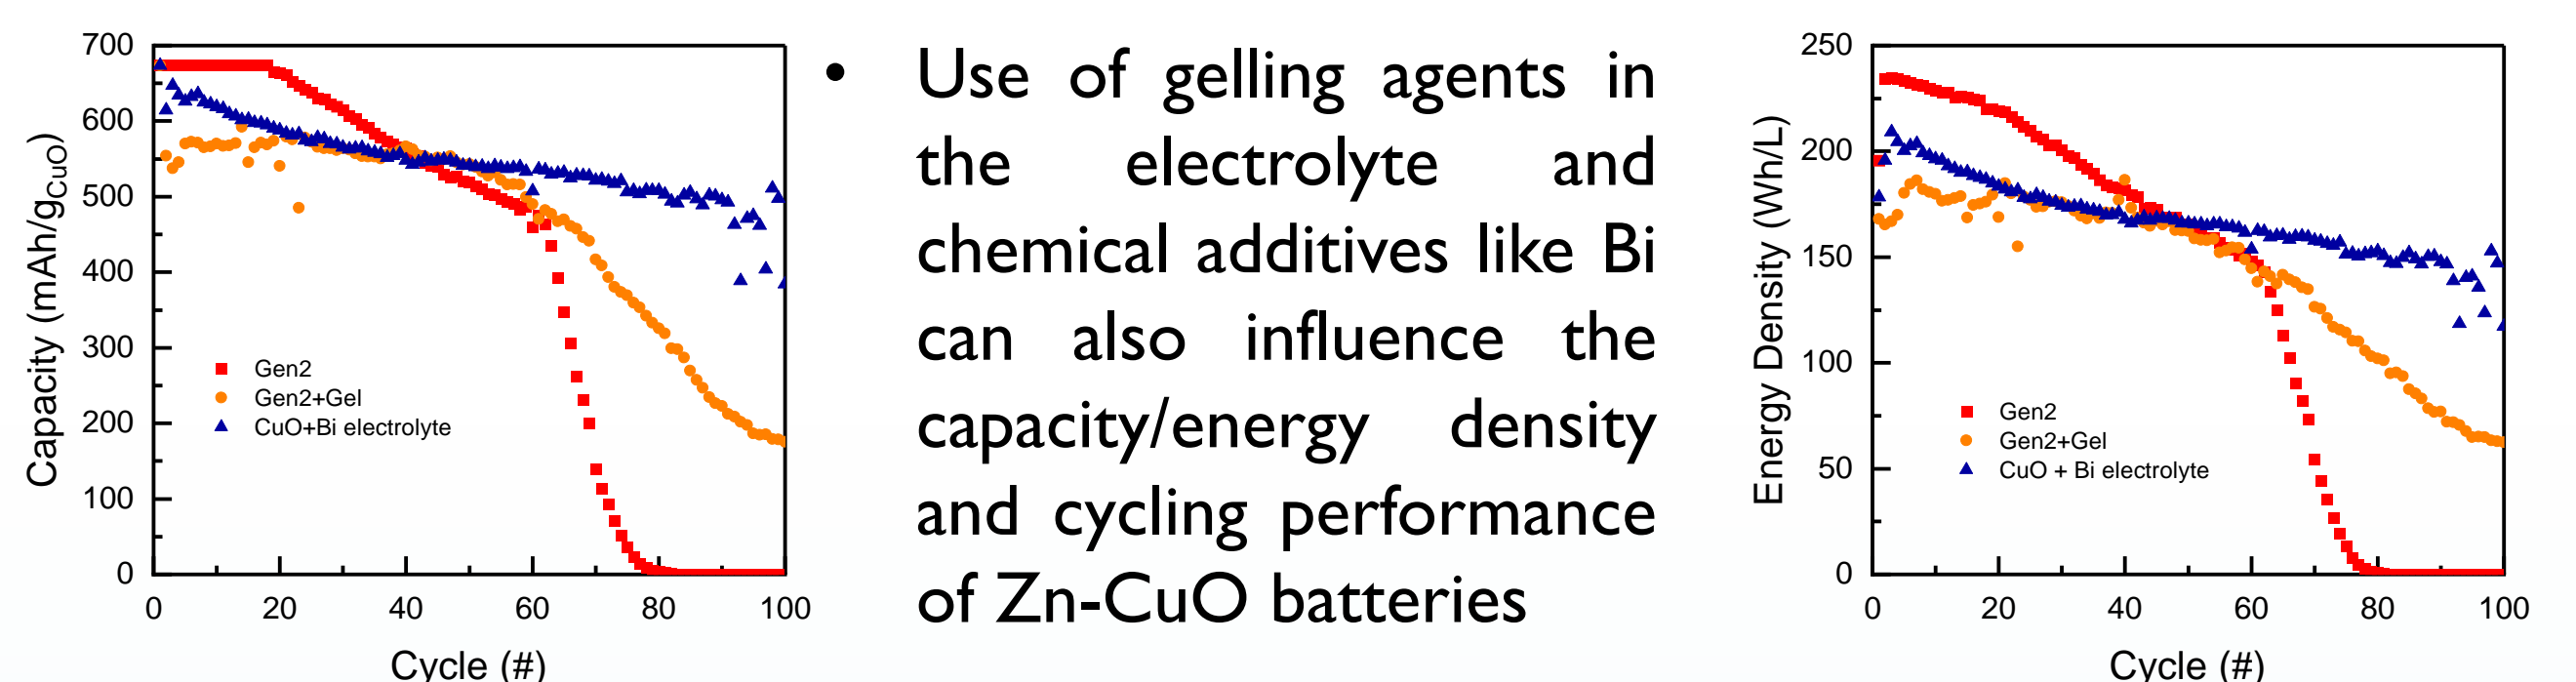 700
600
500
400
300
200
100
0
0 20 40 60 80 100
Capacity (mAh/gCuO)
Cycle (#)
Gen2
Gen2+Gel
CuO+Bi electrolyte
• Use of gelling agents in
the electrolyte and
chemical additives like Bi
can also influence the
capacity/energy density
and cycling performance
of Zn-CuO batteries
250
200
150
100
50
0
0 20 40 60 80 100
Energy Density (Wh/L)
Cycle (#)
Gen2
Gen2+Gel
CuO + Bi electrolyte